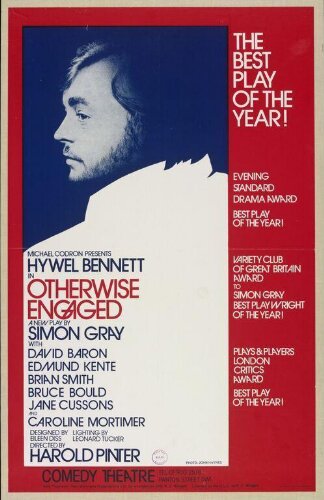 THE
BEST
PLAY
OF THE
YEAR!
EVENING
STANDARD
DRAMA AWARD
BEST PLAY
OF THE YEAR!
VARIETY CLUB
OF GREAT BRITAIN
AWARD
TO
SIMON GRAY
BEST PLAYWRIGHT
OF THE YEAR!
PLAYS & PLAYERS
LONDON
CRITICS
AWARD
BEST PLAY
OF THE YEAR!
MICHAEL CODRON PRESENTS
HYWEL BENNETT
IN
OTHERWISE
ENGAGED
A NEW PLAY BY
SIMON GRAY
WITH
DAVID BARON
EDMUND KENTE
BRIAN SMITH
BRUCE BOULD
JANE CUSSONS
AND
CAROLINE MORTIMER
DESIGNED BY LIGHTING BY
EILEEN DISS LEONARD TUCKER
DIRECTED BY
HAROLD PINTER
PHOTO: JOHN HAYNES
COMEDY THEATRE
PANTON STREET SW1